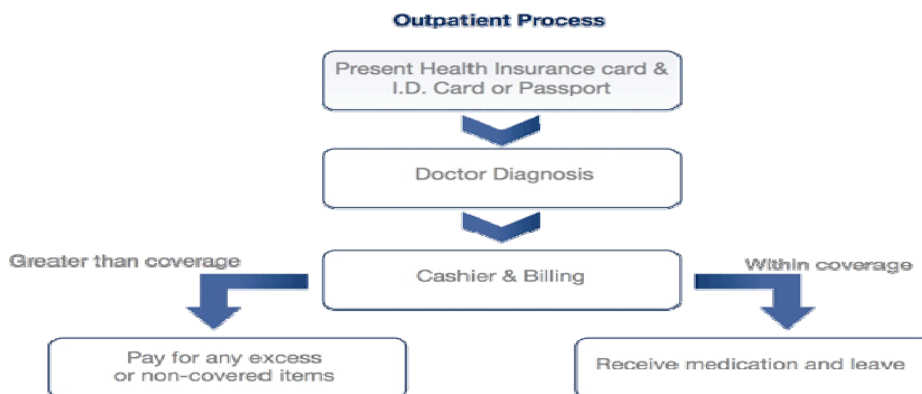 Outpatient Process
Present Health Insurance card &
I.D. Card or Passport
Doctor Diagnosis
Greater than coverage
Cashier & Billing
Within coverage
Pay for any excess
or non-covered items
Receive medication and leave